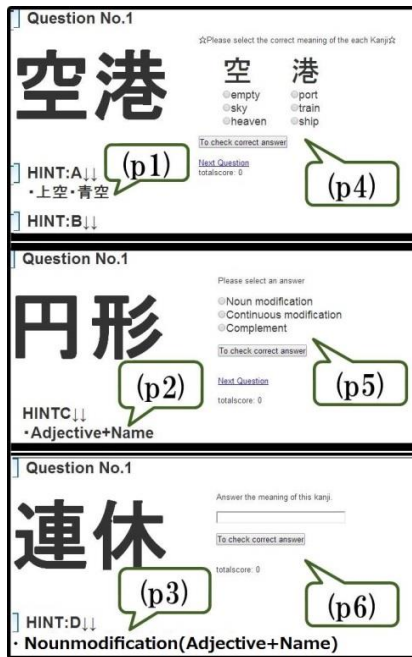 Question No.1
☆Please select the correct meaning of the each Kanji☆
空港
空 港
empty port
sky train
heaven ship
To check correct answer
Next Question
totalscore: 0
(p1)
(p4)
HINT:A↓↓
・上空・青空
HINT:B↓↓
Question No.1
Please select an answer
円形
Noun modification
Continuous modification
Complement
To check correct answer
Next Question
totalscore: 0
(p2)
(p5)
HINTC↓↓
・Adjective+Name
Question No.1
Answer the meaning of this kanji.
連休
To check correct answer
totalscore: 0
(p3)
(p6)
HINT:D↓↓
・Nounmodification(Adjective+Name)